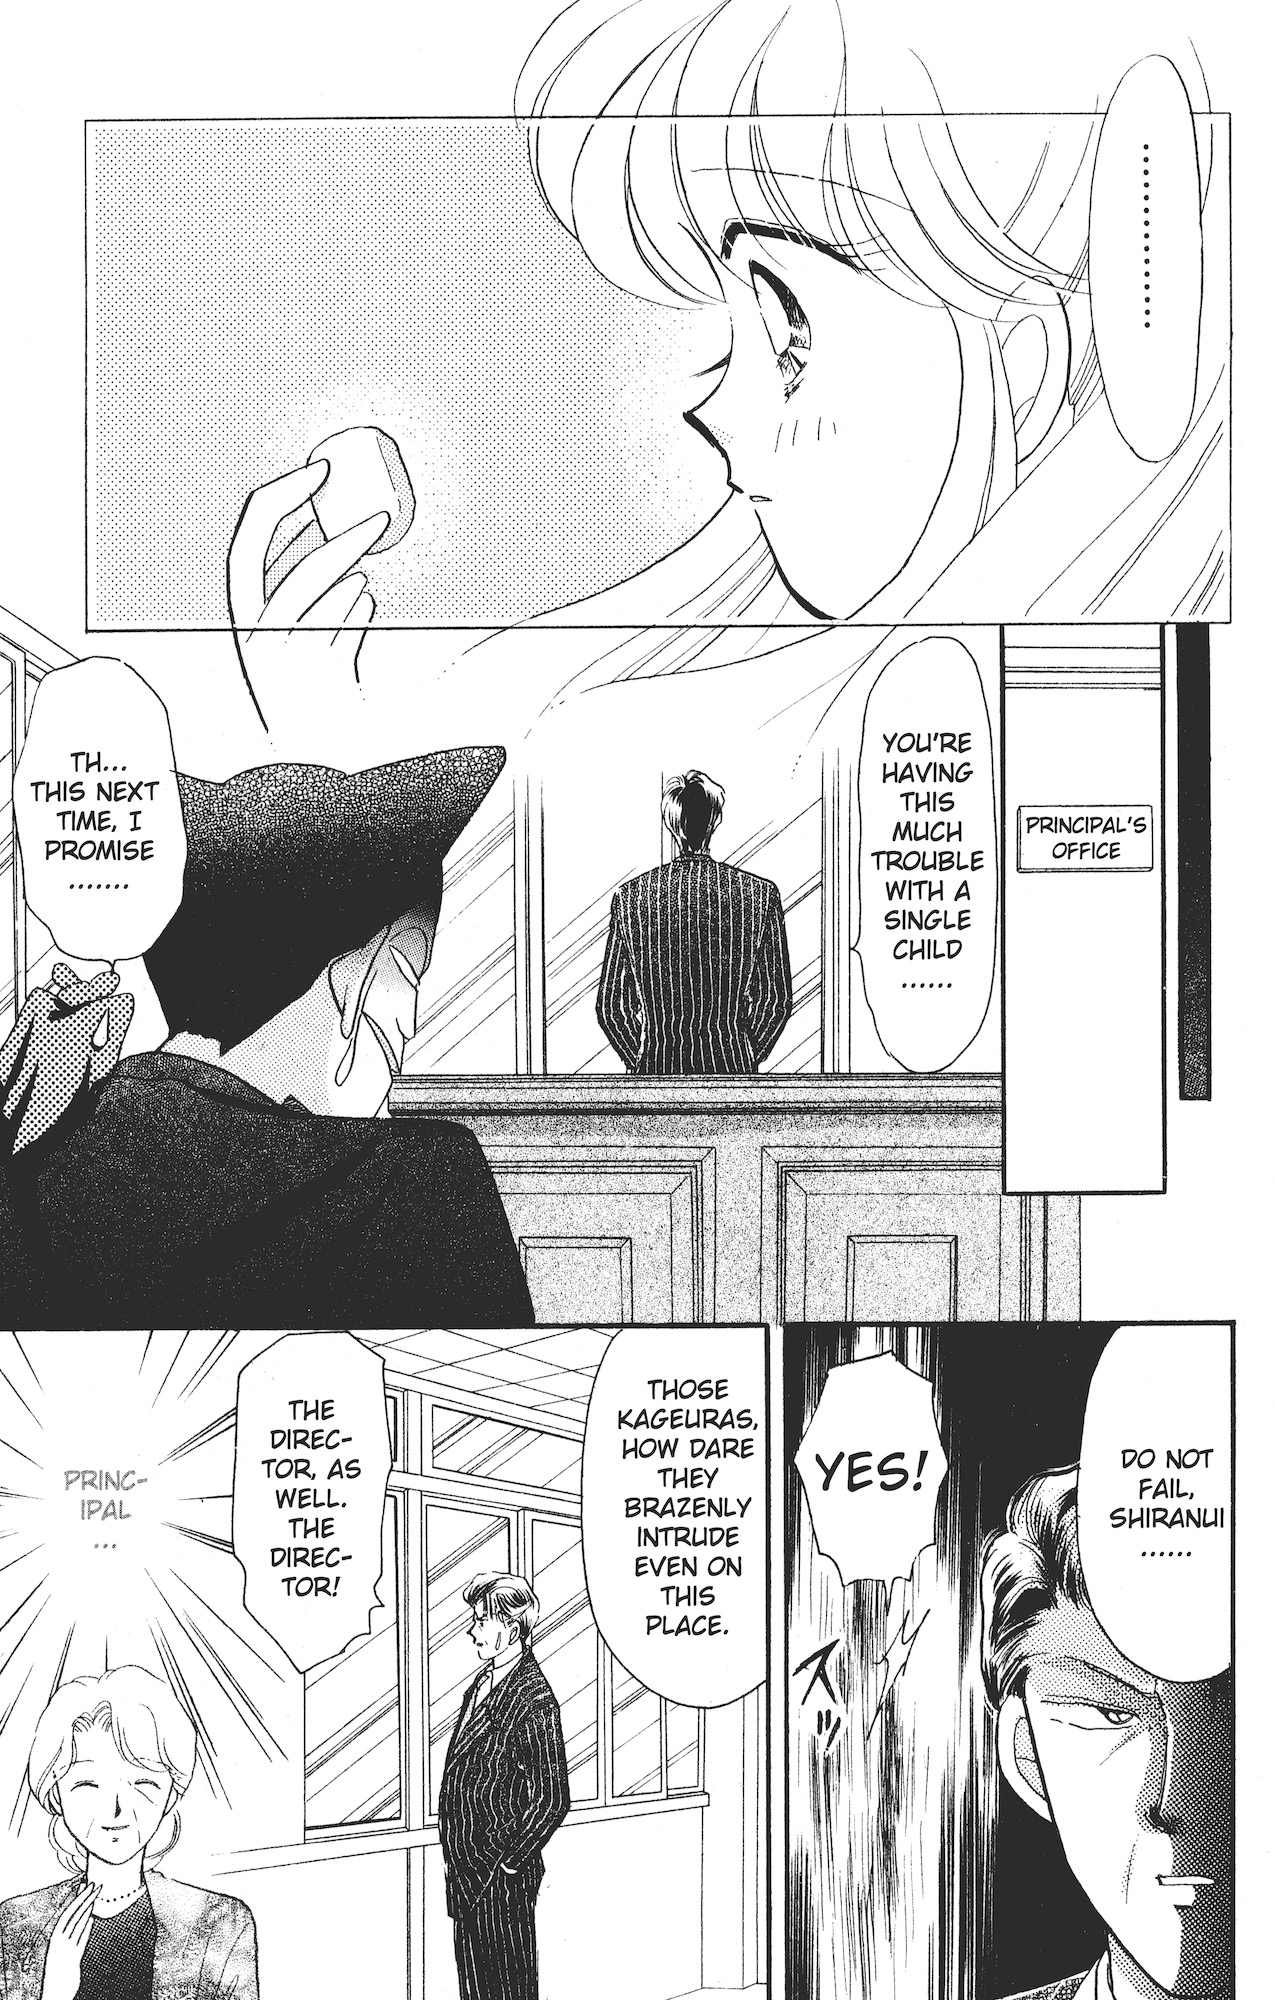 ............
PRINCIPAL'S
OFFICE
YOU'RE
HAVING
THIS
MUCH
TROUBLE
WITH A
SINGLE
CHILD
......
TH...
THIS NEXT
TIME, I
PROMISE
.......
DO NOT
FAIL,
SHIRANUI
......
YES!
スッ
THOSE
KAGEURAS,
HOW DARE
THEY
BRAZENLY
INTRUDE
EVEN ON
THIS
PLACE.
THE
DIREC-
TOR, AS
WELL.
THE
DIREC-
TOR!
PRINC-
IPAL
...